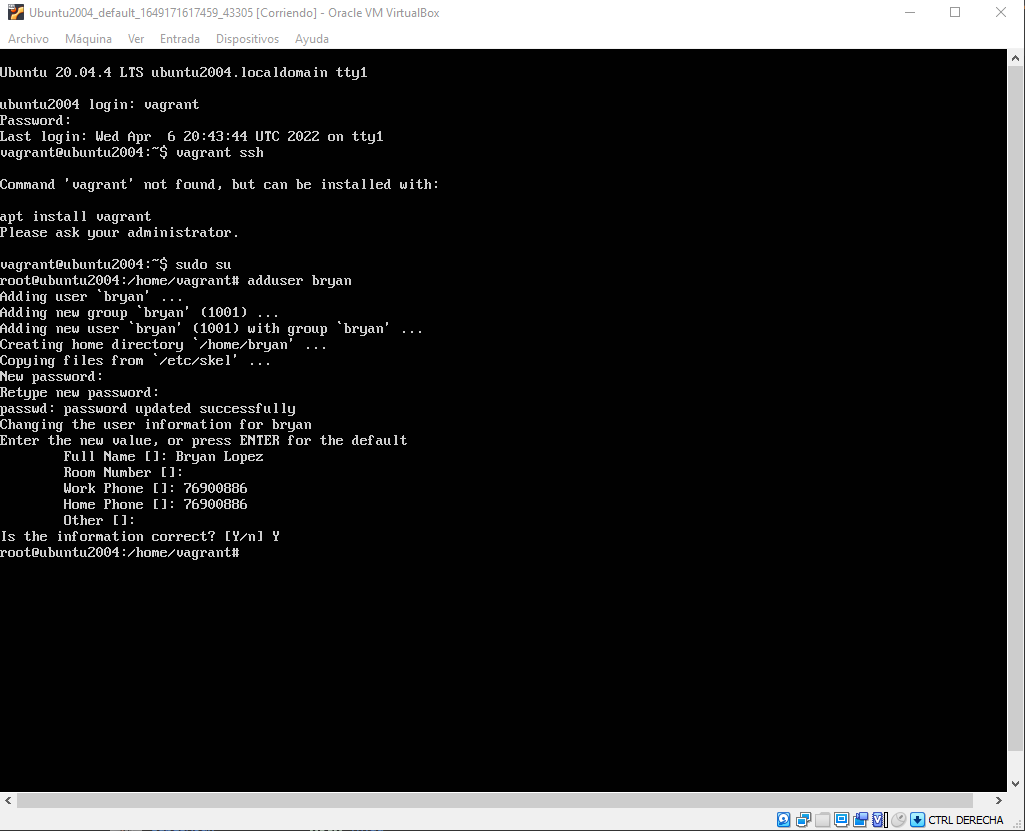 Ubuntu2004_default_1649171617459_43305 [Corriendo] - Oracle VM VirtualBox
Archivo Máquina Ver Entrada Dispositivos Ayuda
Ubuntu 20.04.4 LTS ubuntu2004.localdomain tty1
ubuntu2004 login: vagrant
Password:
Last login: Wed Apr  6 20:43:44 UTC 2022 on tty1
vagrant@ubuntu2004:~$ vagrant ssh
Command 'vagrant' not found, but can be installed with:
apt install vagrant
Please ask your administrator.
vagrant@ubuntu2004:~$ sudo su
root@ubuntu2004:/home/vagrant# adduser bryan
Adding user `bryan' ...
Adding new group `bryan' (1001) ...
Adding new user `bryan' (1001) with group `bryan' ...
Creating home directory `/home/bryan' ...
Copying files from `/etc/skel' ...
New password:
Retype new password:
passwd: password updated successfully
Changing the user information for bryan
Enter the new value, or press ENTER for the default
Full Name []: Bryan Lopez
Room Number []:
Work Phone []: 76900886
Home Phone []: 76900886
Other []:
Is the information correct? [Y/n] Y
root@ubuntu2004:/home/vagrant#
CTRL DERECHA